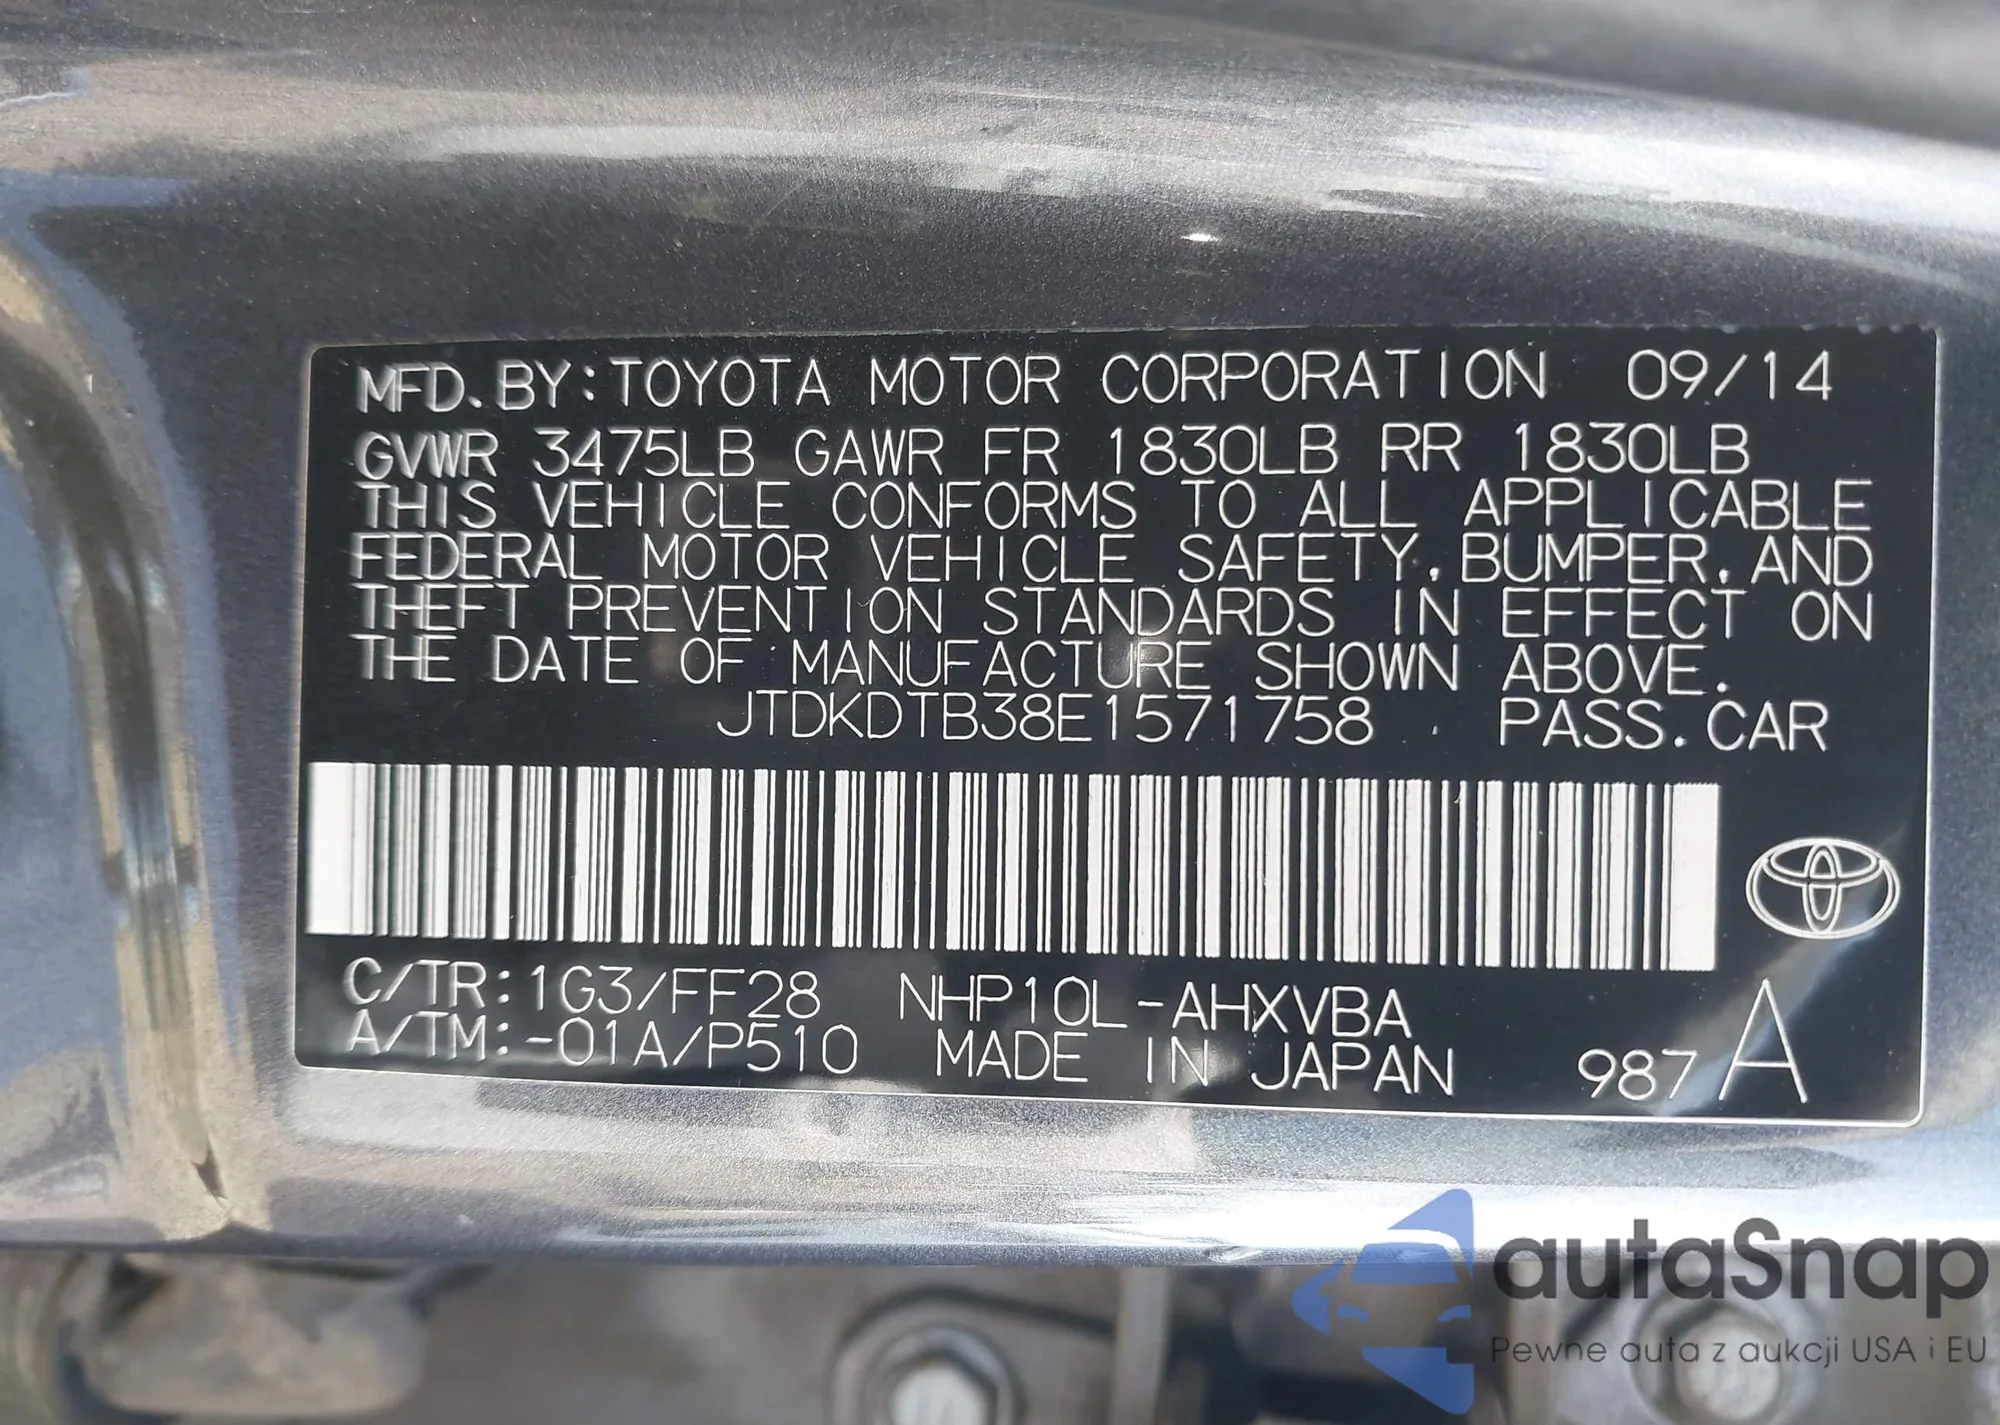 MFD. BY: TOYOTA MOTOR CORPORATION 09/14
GVWR 3475LB GAWR FR 1830LB RR 1830LB
THIS VEHICLE CONFORMS TO ALL APPLICABLE
FEDERAL MOTOR VEHICLE SAFETY, BUMPER, AND
THEFT PREVENTION STANDARDS IN EFFECT ON
THE DATE OF MANUFACTURE SHOWN ABOVE.
JTDKDTB38E1571758 PASS. CAR
C/TR: 1G3/FF28 NHP10L-AHXVBA
A/TM: -01A/P510 MADE IN JAPAN 987 A
autaSnap
Pewne auta z aukcji USA i EU